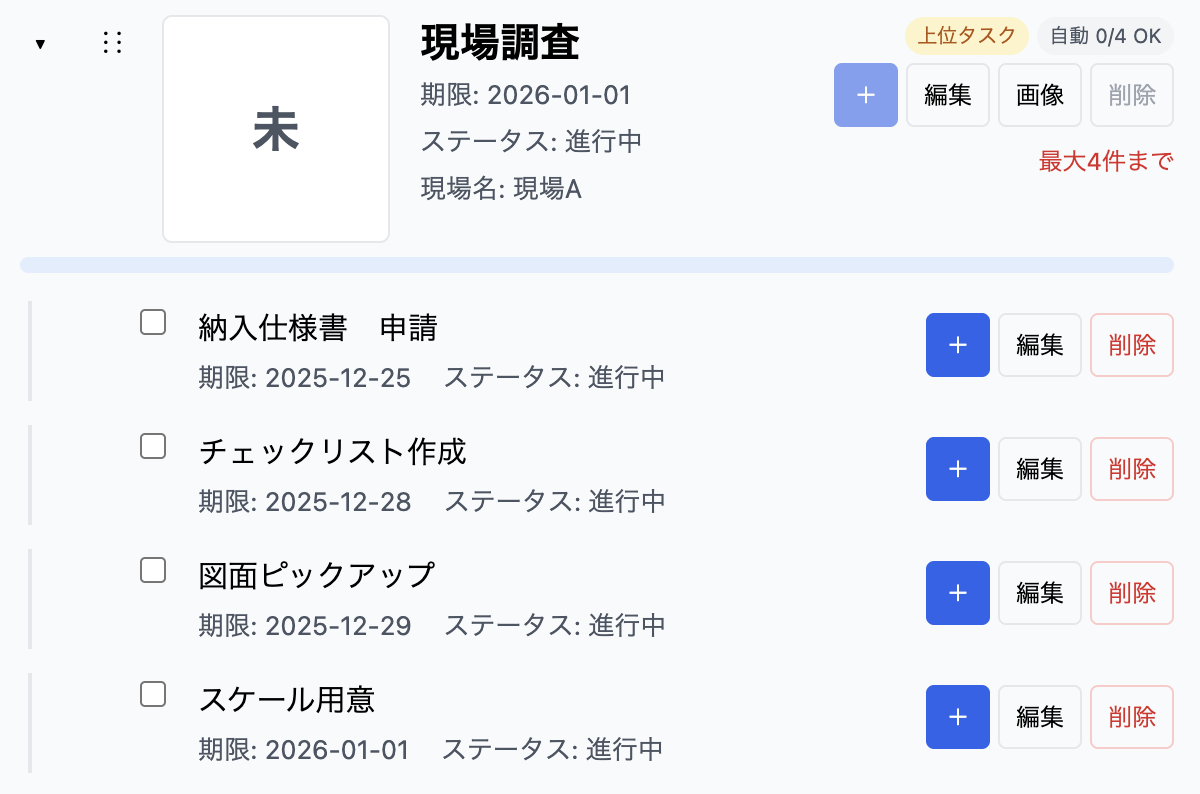 ▼
未
現場調査
上位タスク 自動 0/4 OK
期限: 2026-01-01
+ 編集 画像 削除
ステータス: 進行中
最大4件まで
現場名: 現場A
納入仕様書　申請
期限: 2025-12-25 ステータス: 進行中
+ 編集 削除
チェックリスト作成
期限: 2025-12-28 ステータス: 進行中
+ 編集 削除
図面ピックアップ
期限: 2025-12-29 ステータス: 進行中
+ 編集 削除
スケール用意
期限: 2026-01-01 ステータス: 進行中
+ 編集 削除